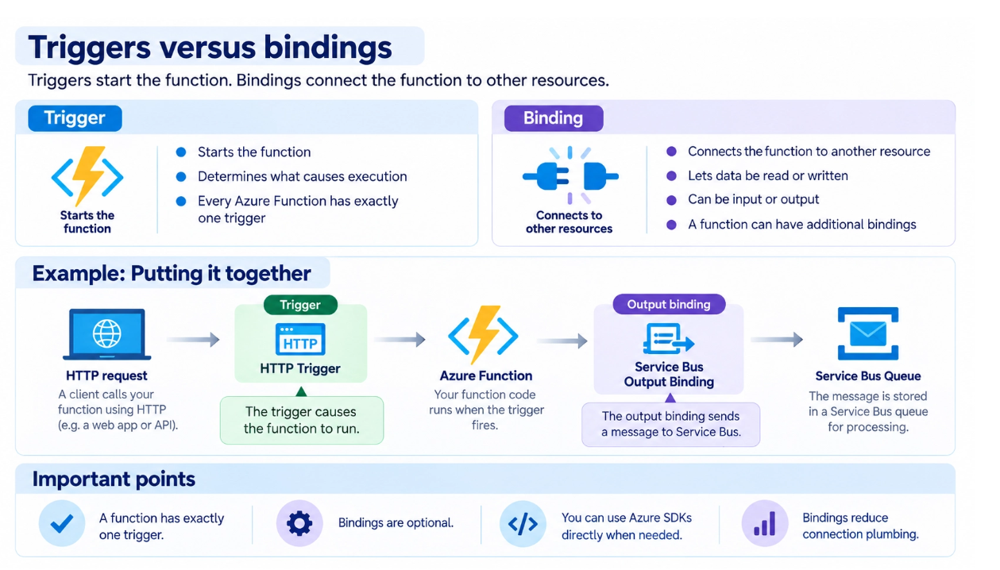 Triggers versus bindings
Triggers start the function. Bindings connect the function to other resources.
Trigger
Starts the
function
Starts the function
Determines what causes execution
Every Azure Function has exactly
one trigger
Binding
Connects to
other resources
Connects the function to another resource
Lets data be read or written
Can be input or output
A function can have additional bindings
Example: Putting it together
HTTP request
A client calls your
function using HTTP
(e.g. a web app or API).
Trigger
HTTP
HTTP Trigger
The trigger causes
the function to run.
Azure Function
Your function code
runs when the trigger
fires.
Output binding
Service Bus
Output Binding
The output binding sends
a message to Service Bus.
Service Bus Queue
The message is stored
in a Service Bus queue
for processing.
Important points
A function has exactly
one trigger.
Bindings are optional.
You can use Azure SDKs
directly when needed.
Bindings reduce
connection plumbing.